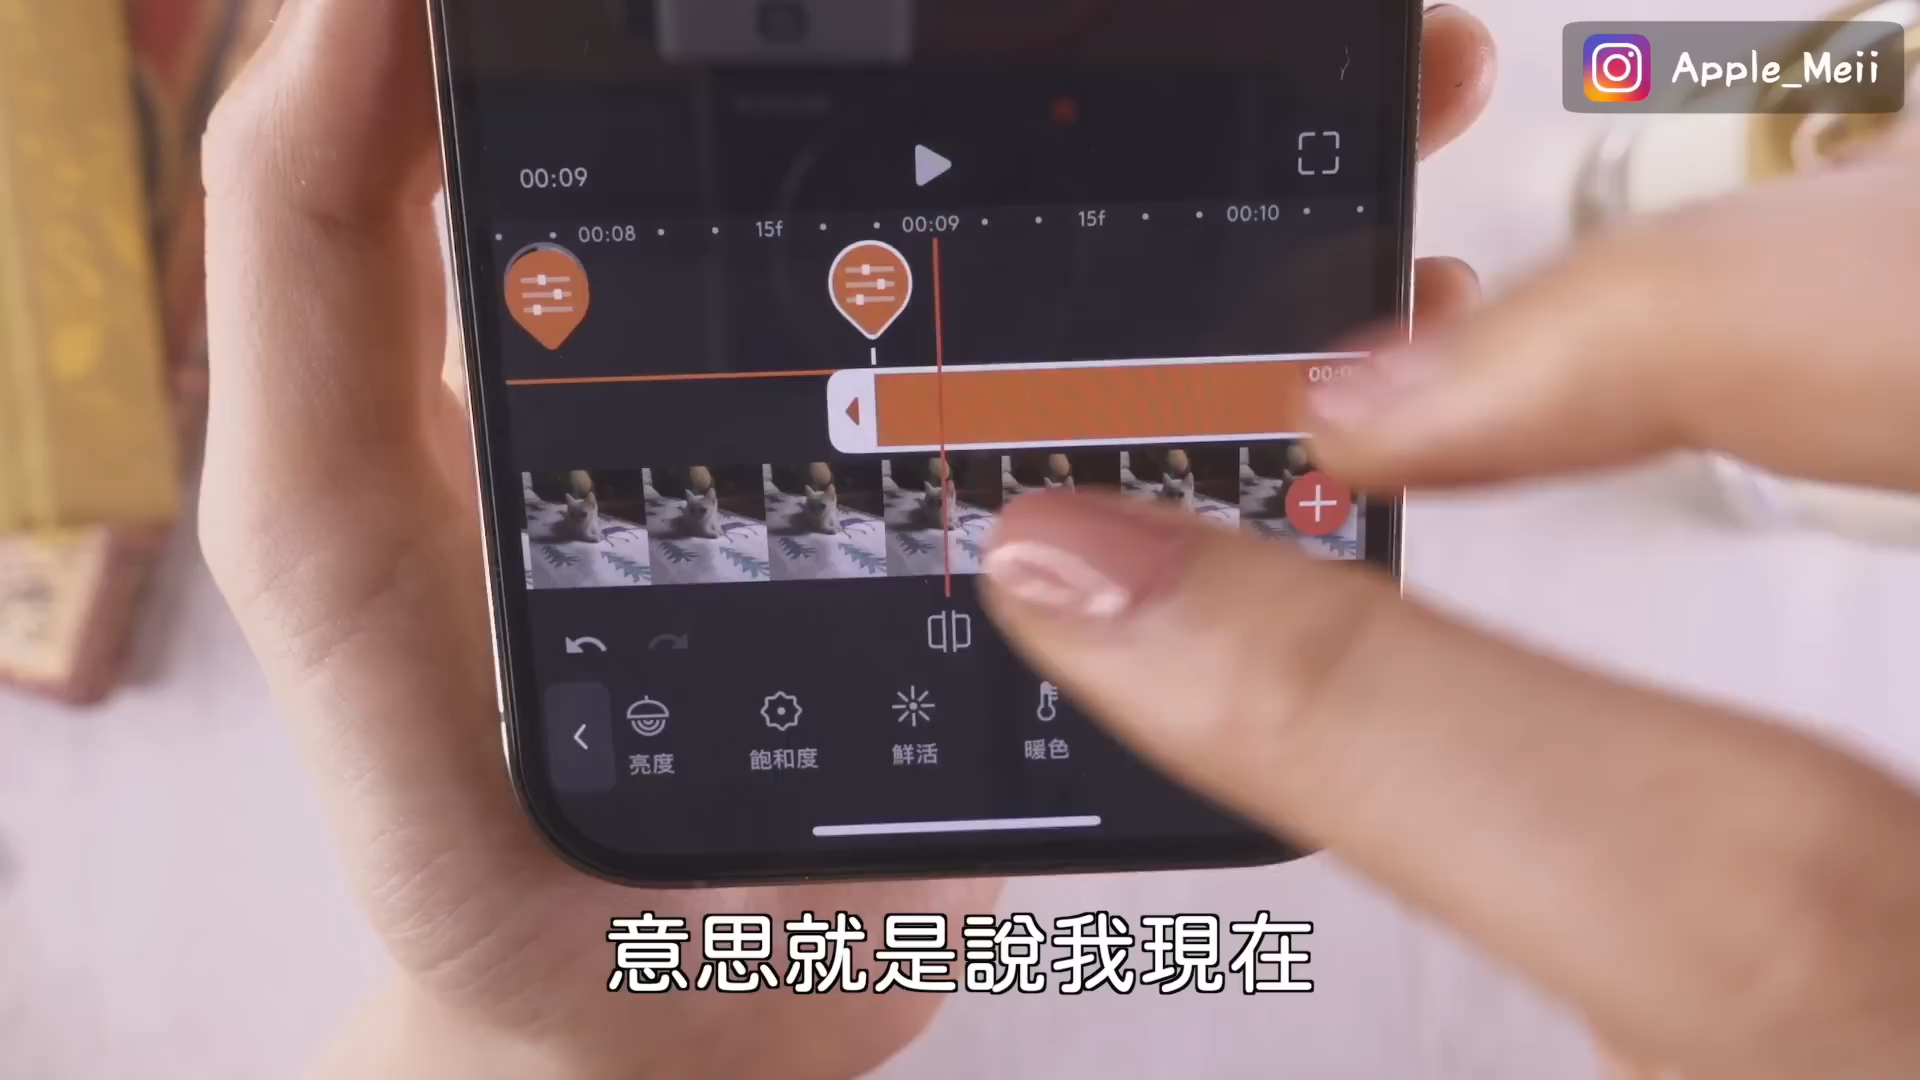 Apple_Meii
00:09
00:08
15f
00:09
15f
00:10
亮度
飽和度
鮮活
暖色
意思就是說我現在